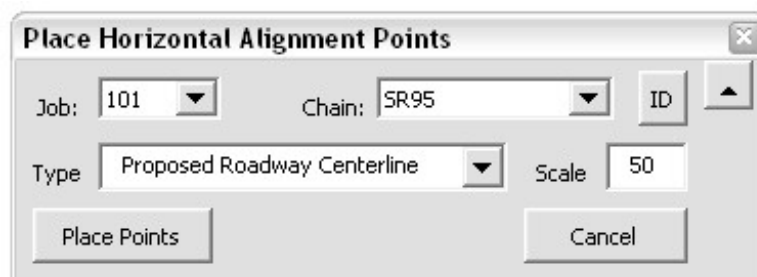 Place Horizontal Alignment Points
Job: 101 Chain: SR95 ID
Type Proposed Roadway Centerline Scale 50
Place Points Cancel